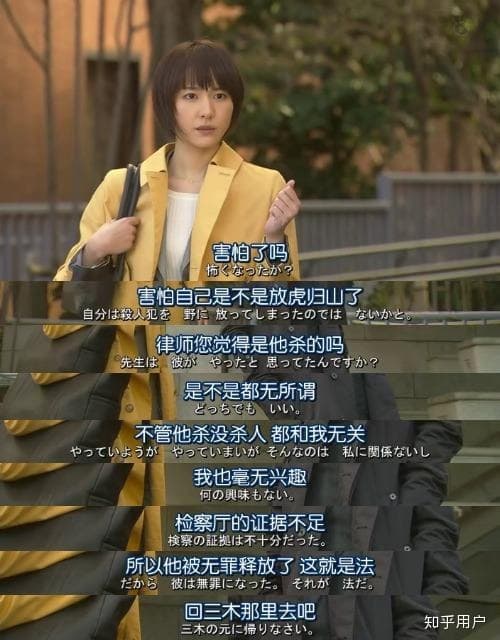 害怕了吗
怖くなったか?
害怕自己是不是放虎归山了
自分は殺人犯を 野に 放ってしまったのでは ないかと。
律师您觉得是他杀的吗
先生は 彼が やったと 思ってたんですか?
是不是都无所谓
どっちでも いい。
不管他杀没杀人 都和我无关
やっていようが やっていまいが そんなのは 私に関係ないし
我也毫无兴趣
何の興味もない。
检察厅的证据不足
検察の証拠は不十分だった。
所以他被无罪释放了 这就是法
だから 彼は無罪になった。 それが 法だ。
回三木那里去吧
三木の元に帰りなさい。
知乎用户